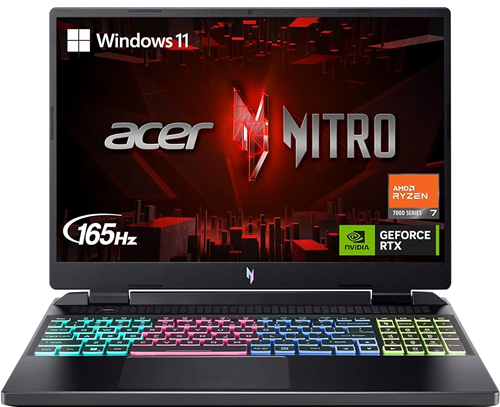 Windows 11
acer NITRO
AMD
RYZEN
7000 SERIES 7
165Hz
NVIDIA
GEFORCE
RTX